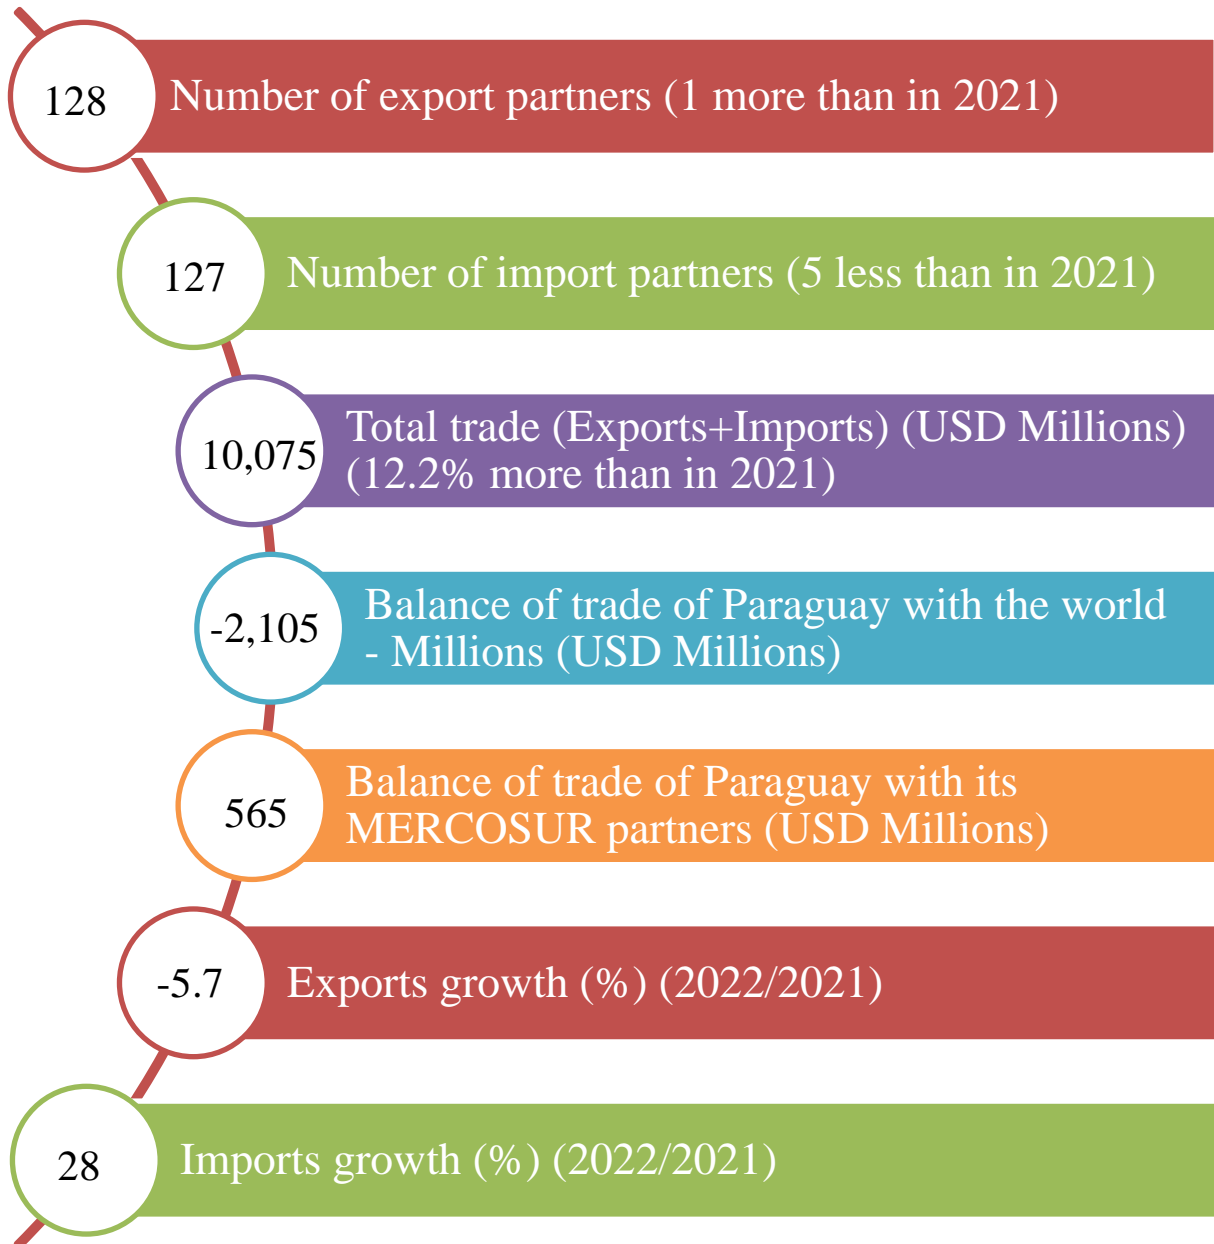 128
Number of export partners (1 more than in 2021)
127
Number of import partners (5 less than in 2021)
10,075
Total trade (Exports+Imports) (USD Millions)
(12.2% more than in 2021)
-2,105
Balance of trade of Paraguay with the world
- Millions (USD Millions)
565
Balance of trade of Paraguay with its
MERCOSUR partners (USD Millions)
-5.7
Exports growth (%) (2022/2021)
28
Imports growth (%) (2022/2021)